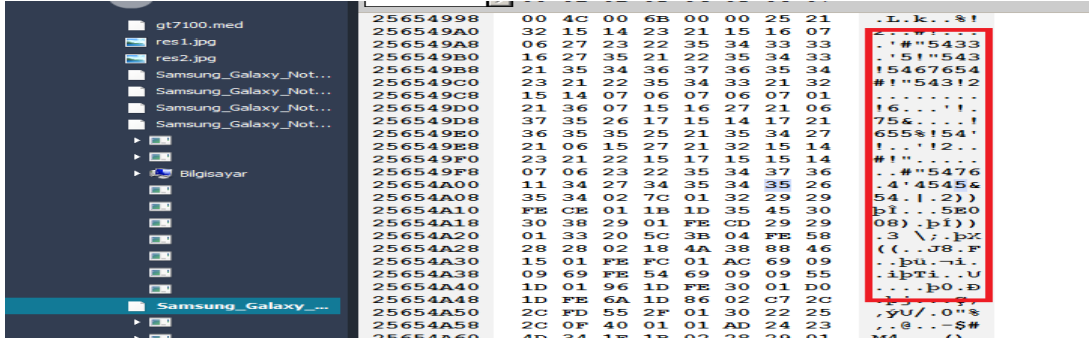 gt7100.med
res1.jpg
res2.jpg
Samsung_Galaxy_Not...
Samsung_Galaxy_Not...
Samsung_Galaxy_Not...
Samsung_Galaxy_Not...
Bilgisayar
Samsung_Galaxy_...
25654998 00 4C 00 6B 00 00 25 21 .L.k..%!
256549A0 32 15 14 23 21 15 16 07 2..#!...
256549A8 06 27 23 22 35 34 33 33 .'#"5433
256549B0 16 27 35 21 22 35 34 33 .'5!"543
256549B8 21 35 34 36 37 36 35 34 !5467654
256549C0 23 21 22 35 34 33 21 32 #!"543!2
256549C8 15 14 07 06 07 06 07 01 ........
256549D0 21 36 07 15 16 27 21 06 !6...'!.
256549D8 37 35 26 17 15 14 17 21 75&....!
256549E0 36 35 35 25 21 35 34 27 655%!54'
256549E8 21 06 15 27 21 32 15 14 !..'!2..
256549F0 23 21 22 15 17 15 15 14 #!".....
256549F8 07 06 23 22 35 34 37 36 ..#"5476
25654A00 11 34 27 34 35 34 35 26 .4'4545&
25654A08 35 34 02 7C 01 32 29 29 54.|.2))
25654A10 FE CE 01 1B 1D 35 45 30 þÎ...5E0
25654A18 30 38 29 01 FE CD 29 29 08).þÍ))
25654A20 01 33 20 5C 3B 04 FE 58 .3 \;.þX
25654A28 28 28 02 18 4A 38 88 46 ((..J8.F
25654A30 15 01 FE FC 01 AC 69 09 ..þü.¬i.
25654A38 09 69 FE 54 69 09 09 55 .iþTi..U
25654A40 1D 01 96 1D FE 30 01 D0 ....þ0.Ð
25654A48 1D FE 6A 1D 86 02 C7 2C .þj...Ç,
25654A50 2C FD 55 2F 01 30 22 25 ,ýU/.0"%
25654A58 2C 0F 40 01 01 AD 24 23 ,.@..-$#